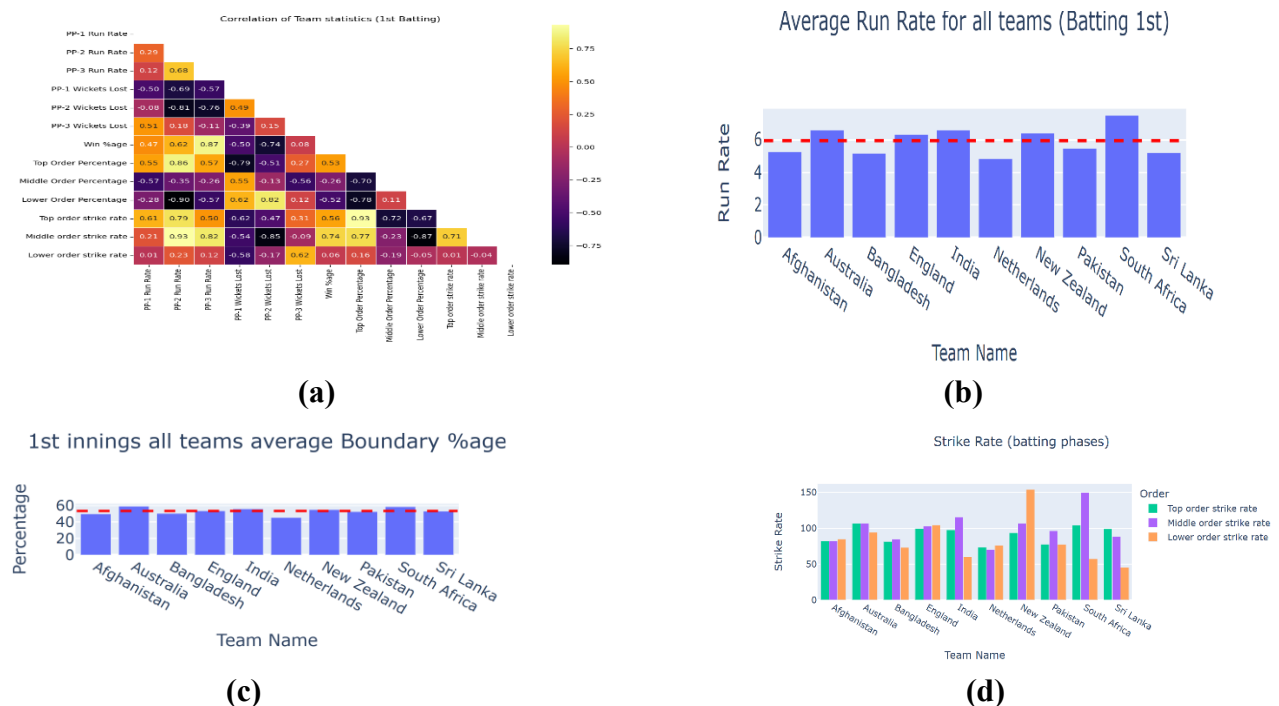 Correlation of Team statistics (1st Batting)
PP-1 Run Rate
PP-2 Run Rate 0.29
PP-3 Run Rate 0.12 0.68
PP-1 Wickets Lost -0.50 -0.69 -0.57
PP-2 Wickets Lost -0.08 -0.81 -0.76 0.49
PP-3 Wickets Lost 0.51 0.18 -0.11 -0.39 0.15
Win %age 0.47 0.62 0.87 -0.50 -0.74 0.08
Top Order Percentage 0.55 0.86 0.57 -0.79 -0.51 0.27 0.53
Middle Order Percentage -0.57 -0.35 -0.26 0.55 -0.13 -0.56 -0.26 -0.70
Lower Order Percentage -0.28 -0.90 -0.57 0.62 0.82 0.12 -0.52 -0.78 0.11
Top order strike rate 0.61 0.79 0.50 -0.62 -0.47 0.31 0.56 0.93 -0.72 -0.67
Middle order strike rate 0.21 0.93 0.82 -0.54 -0.85 -0.09 0.74 0.77 -0.23 -0.87 0.71
Lower order strike rate 0.01 0.23 0.12 -0.58 -0.17 0.62 0.06 0.16 -0.19 -0.05 0.01 -0.04
PP-1 Run Rate
PP-2 Run Rate
PP-3 Run Rate
PP-1 Wickets Lost
PP-2 Wickets Lost
PP-3 Wickets Lost
Win %age
Top Order Percentage
Middle Order Percentage
Lower Order Percentage
Top order strike rate
Middle order strike rate
Lower order strike rate
0.75
0.50
0.25
0.00
-0.25
-0.50
-0.75
(a)
Average Run Rate for all teams (Batting 1st)
Run Rate
6
4
2
0
Afghanistan
Australia
Bangladesh
England
India
Netherlands
New Zealand
Pakistan
South Africa
Sri Lanka
Team Name
(b)
1st innings all teams average Boundary %age
Percentage
60
40
20
0
Afghanistan
Australia
Bangladesh
England
India
Netherlands
New Zealand
Pakistan
South Africa
Sri Lanka
Team Name
(c)
Strike Rate (batting phases)
Strike Rate
150
100
50
0
Afghanistan
Australia
Bangladesh
England
India
Netherlands
New Zealand
Pakistan
South Africa
Sri Lanka
Team Name
Order
Top order strike rate
Middle order strike rate
Lower order strike rate
(d)